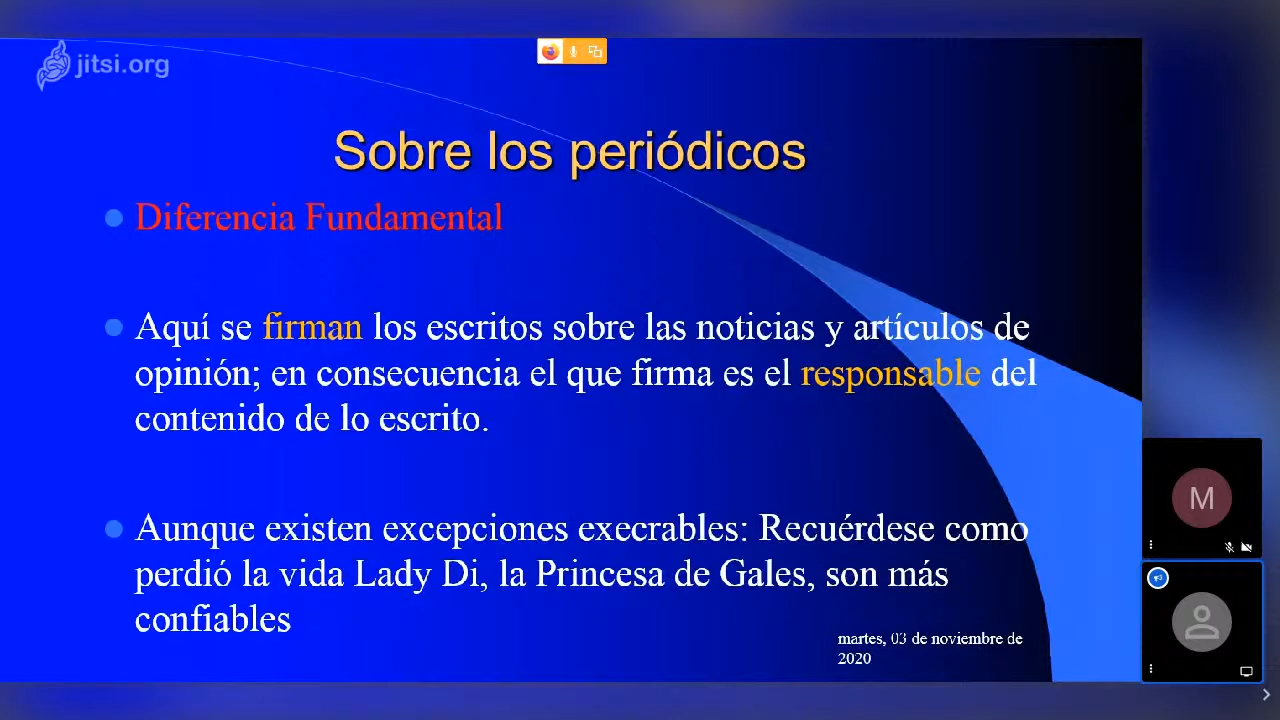 jitsi.org
Sobre los periódicos
Diferencia Fundamental
Aquí se firman los escritos sobre las noticias y artículos de
opinión; en consecuencia el que firma es el responsable del
contenido de lo escrito.
Aunque existen excepciones execrables: Recuérdese como
perdió la vida Lady Di, la Princesa de Gales, son más
confiables
martes, 03 de noviembre de
2020
M